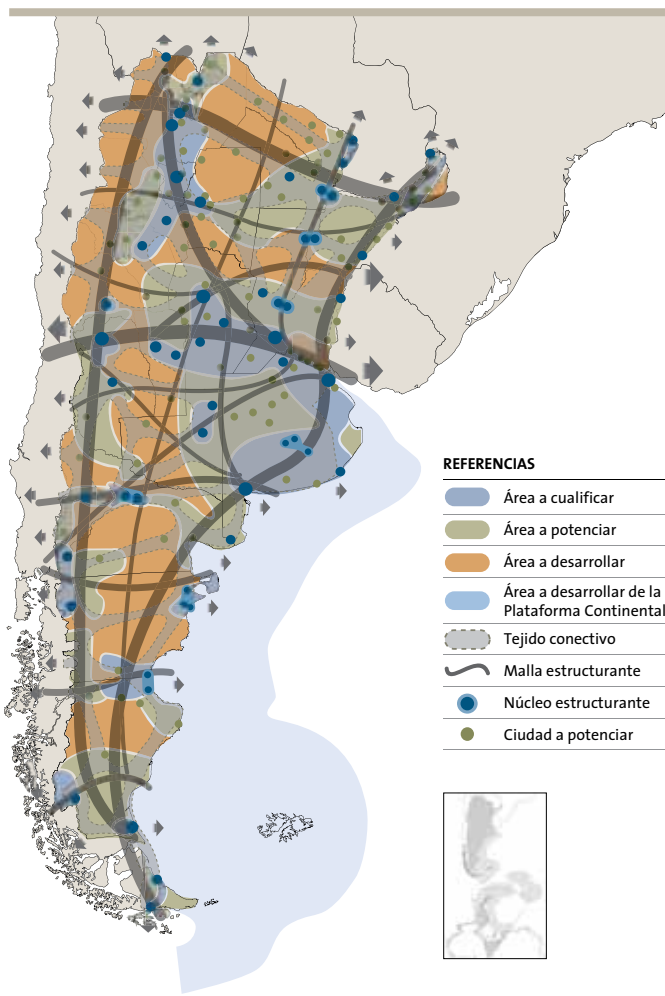 REFERENCIAS
Área a cualificar
Área a potenciar
Área a desarrollar
Área a desarrollar de la
Plataforma Continental
Tejido conectivo
Malla estructurante
Núcleo estructurante
Ciudad a potenciar